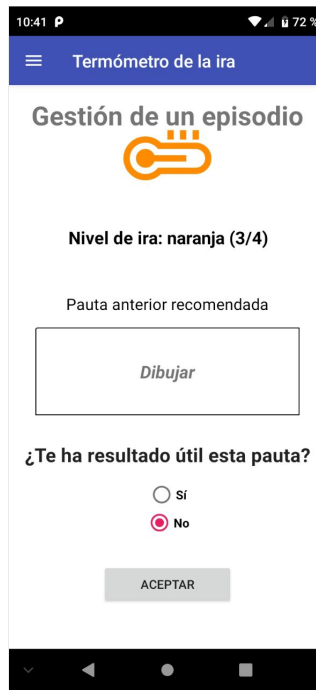 10:41 P 72 %
Termómetro de la ira
Gestión de un episodio
Nivel de ira: naranja (3/4)
Pauta anterior recomendada
Dibujar
¿Te ha resultado útil esta pauta?
Sí
No
ACEPTAR